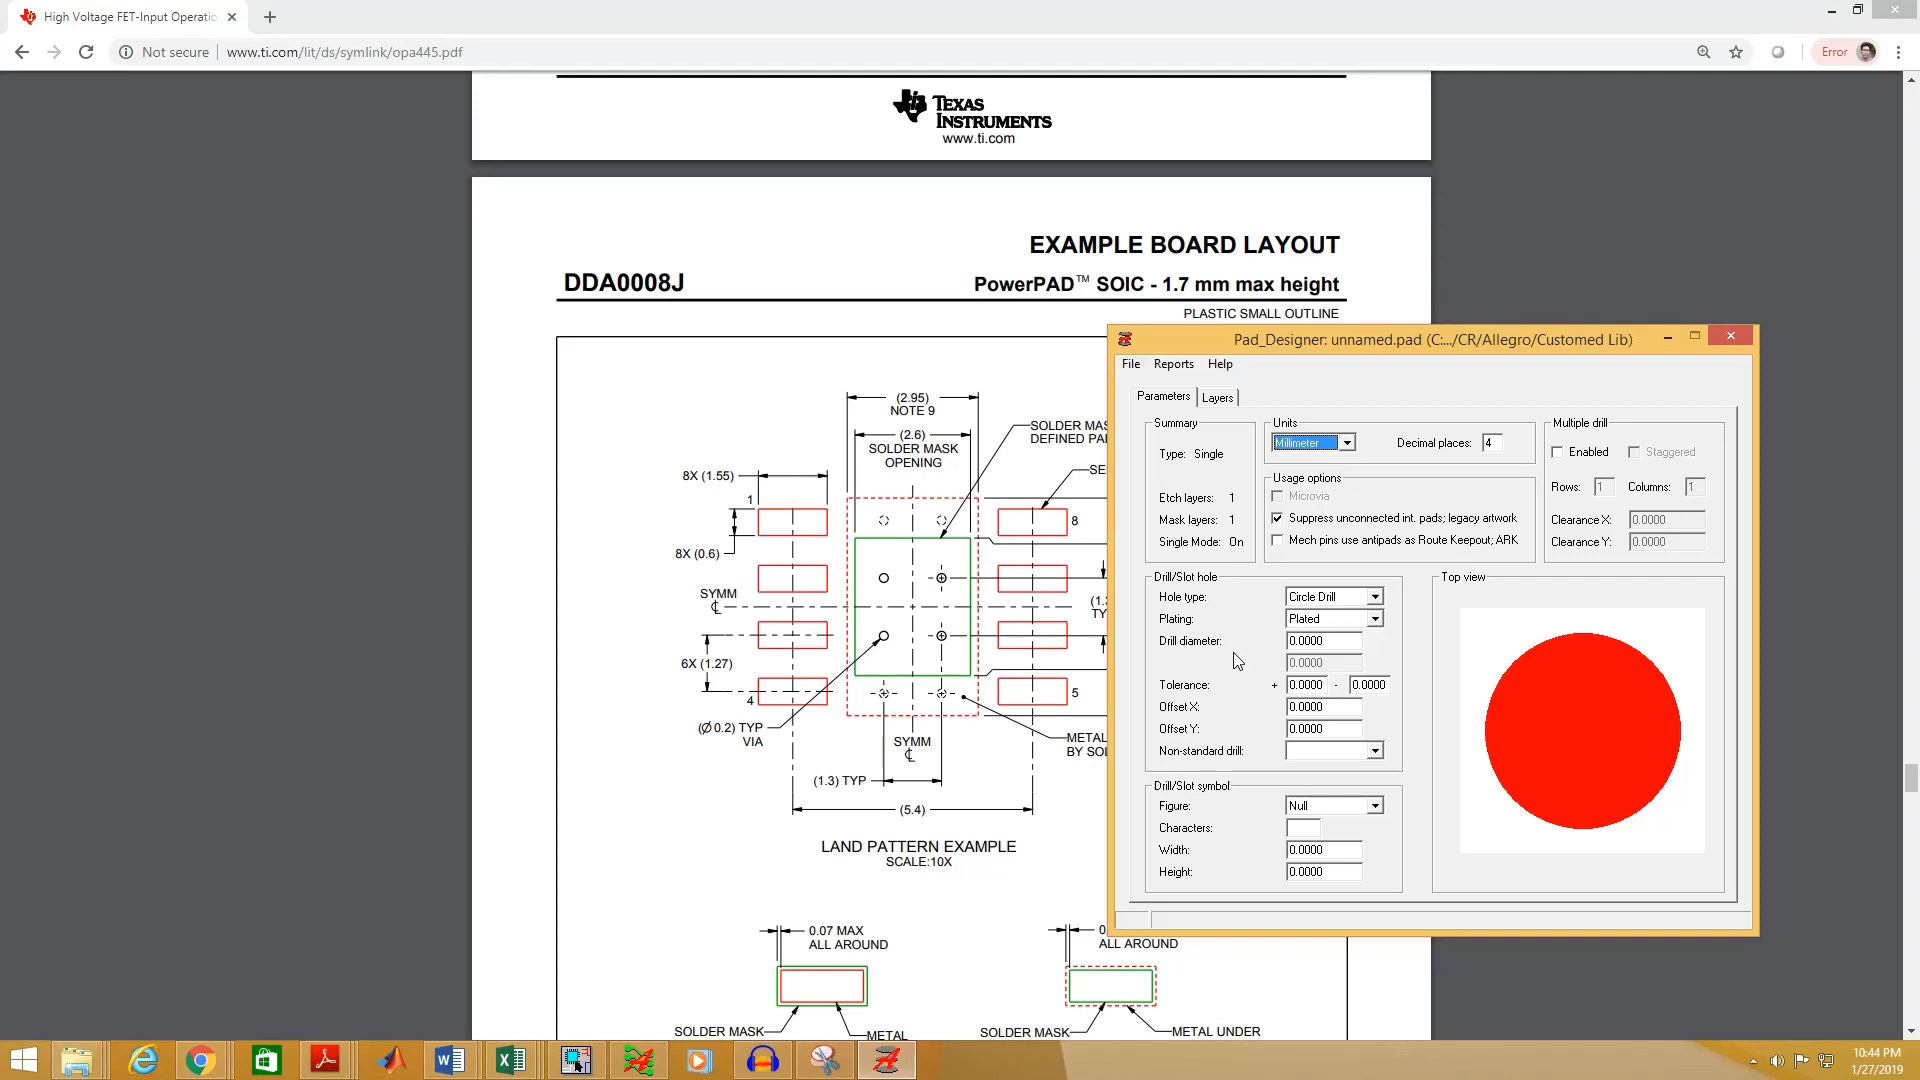 High Voltage FET-Input Operatio
Not secure
www.ti.com/lit/ds/symlink/opa445.pdf
Error
TEXAS
INSTRUMENTS
www.ti.com
EXAMPLE BOARD LAYOUT
DDA0008J
PowerPAD™ SOIC - 1.7 mm max height
PLASTIC SMALL OUTLINE
(2.95)
NOTE 9
(2.6)
SOLDER MASK
OPENING
SOLDER MAS
DEFINED PA
SE
8X (1.55)
1
8
8X (0.6)
SYMM
6X (1.27)
4
5
(Ø 0.2) TYP
VIA
SYMM
METAL
BY SOL
(1.3) TYP
(5.4)
LAND PATTERN EXAMPLE
SCALE:10X
0.07 MAX
ALL AROUND
ALL AROUND
SOLDER MASK
METAL
SOLDER MASK
METAL UNDER
Pad_Designer: unnamed.pad (C:.../CR/Allegro/Customed Lib)
File Reports Help
Parameters Layers
Summary
Type: Single
Etch layers: 1
Mask layers: 1
Single Mode: On
Units
Millimeter
Decimal places: 4
Usage options
Microvia
Suppress unconnected int. pads; legacy artwork
Mech pins use antipads as Route Keepout; ARK
Multiple drill
Enabled
Staggered
Rows: 1 Columns: 1
Clearance X: 0.0000
Clearance Y: 0.0000
Drill/Slot hole
Hole type: Circle Drill
Plating: Plated
Drill diameter: 0.0000
0.0000
Tolerance: + 0.0000 - 0.0000
Offset X: 0.0000
Offset Y: 0.0000
Non-standard drill:
Drill/Slot symbol
Figure: Null
Characters:
Width: 0.0000
Height: 0.0000
Top view
10:44 PM
1/27/2019